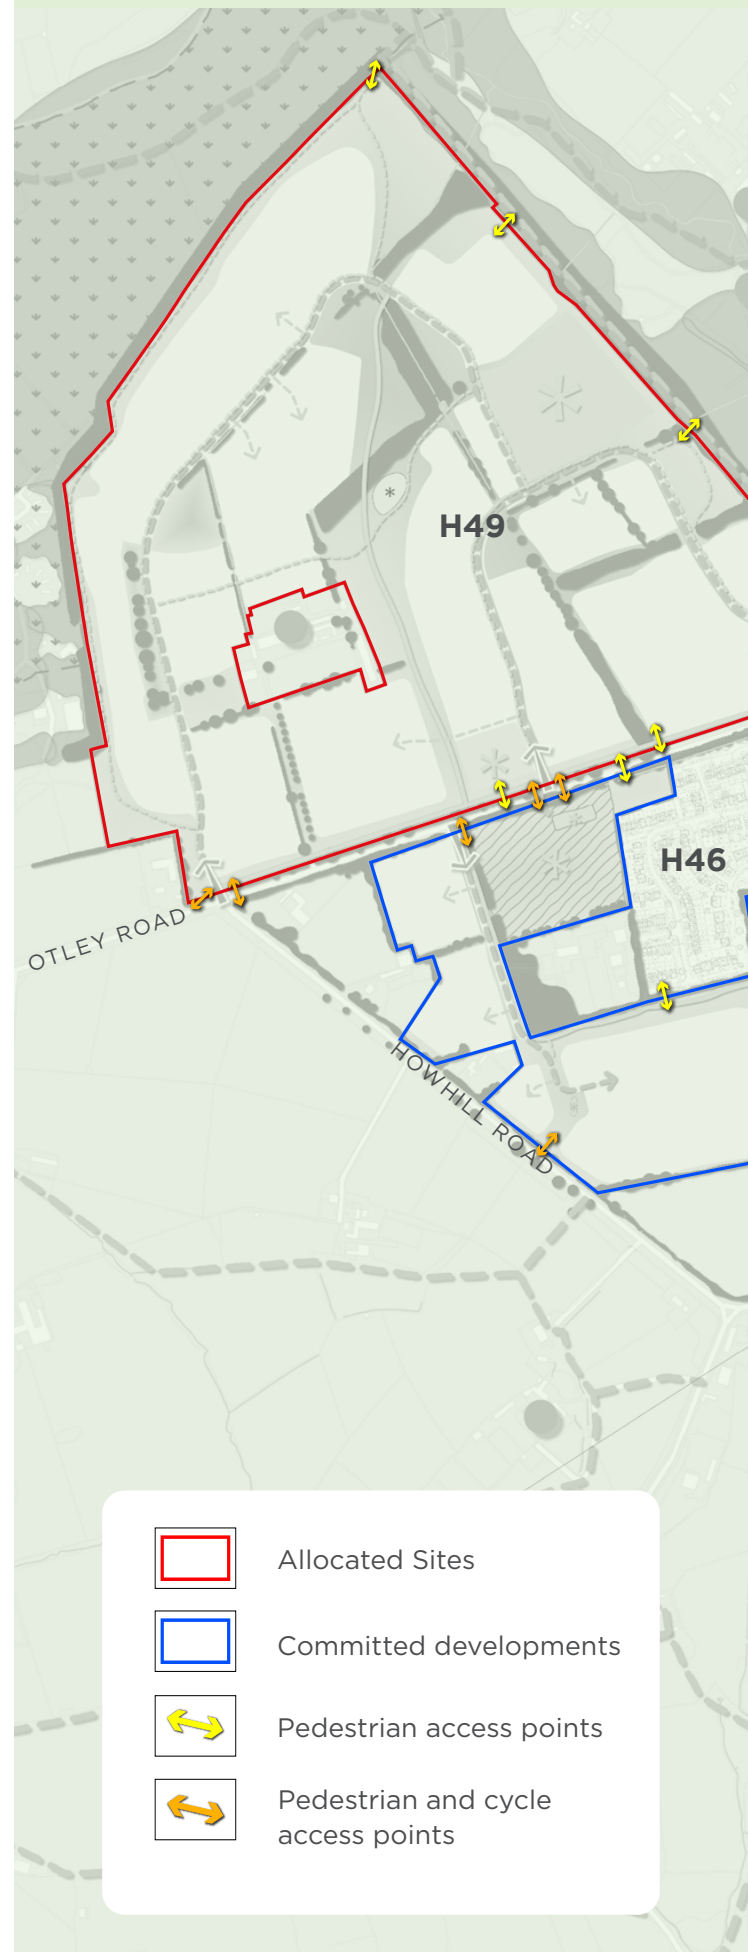 H49
H46
OTLEY ROAD
HOWHILL ROAD
Allocated Sites
Committed developments
Pedestrian access points
Pedestrian and cycle
access points